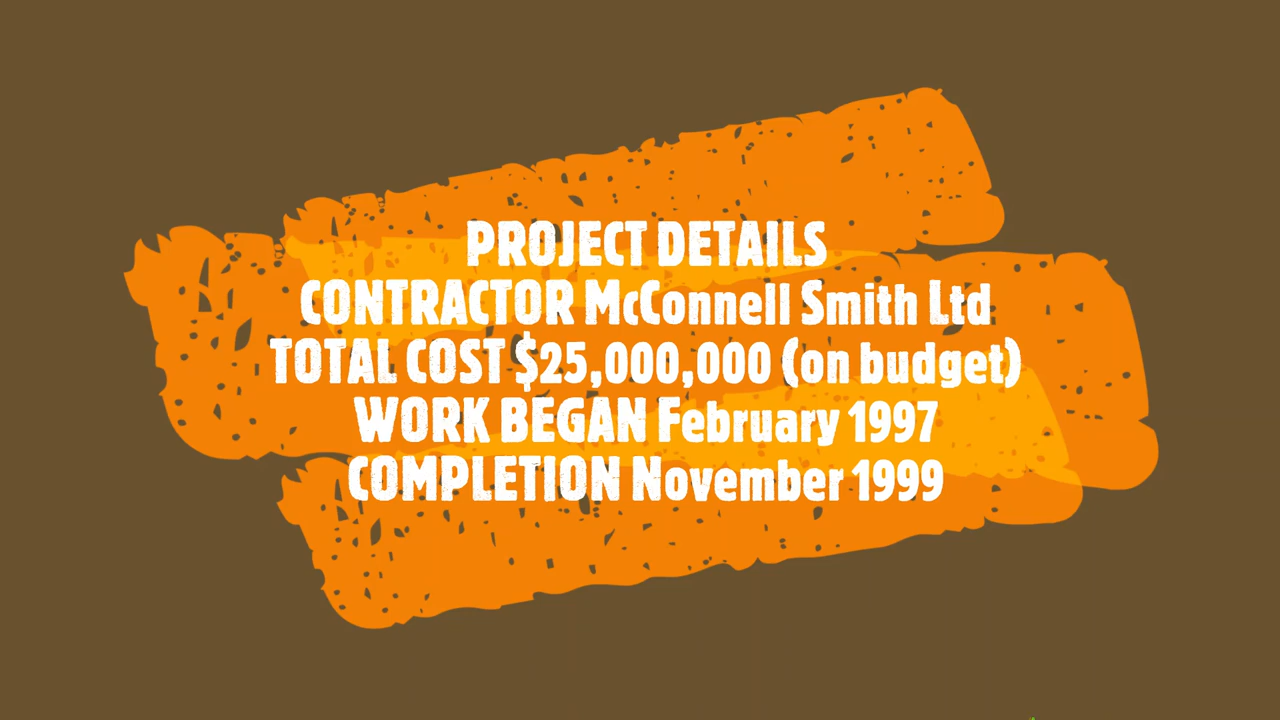 PROJECT DETAILS
CONTRACTOR McConnell Smith Ltd
TOTAL COST $25,000,000 (on budget)
WORK BEGAN February 1997
COMPLETION November 1999